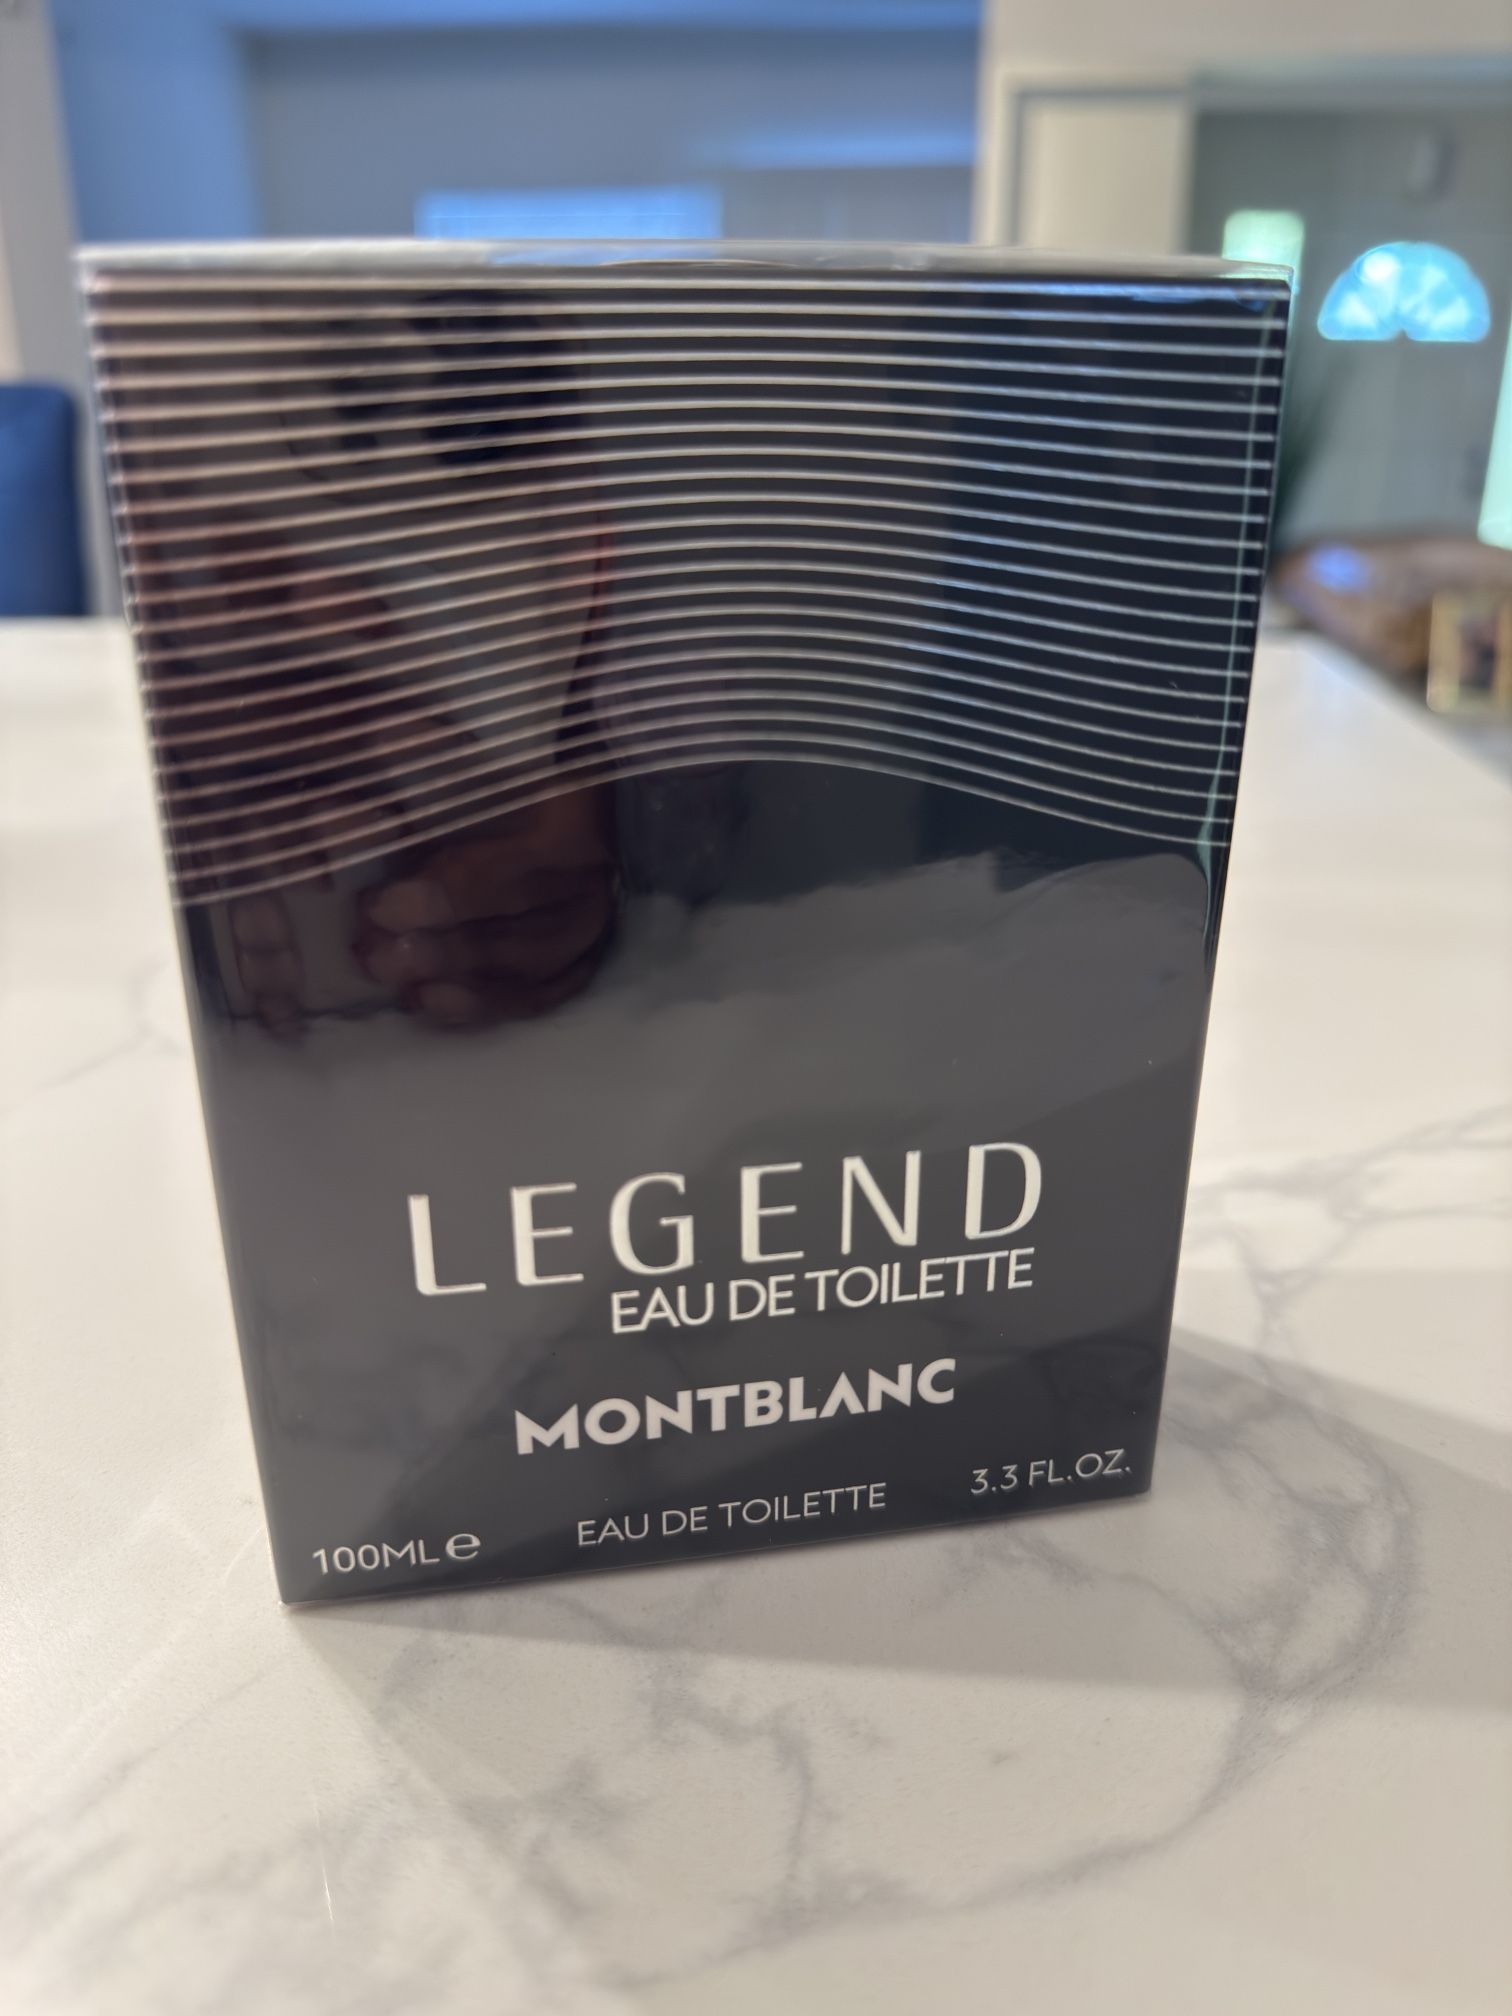 LEGEND
EAU DE TOILETTE
MONTBLANC
100ML e EAU DE TOILETTE 3.3 FL.OZ.